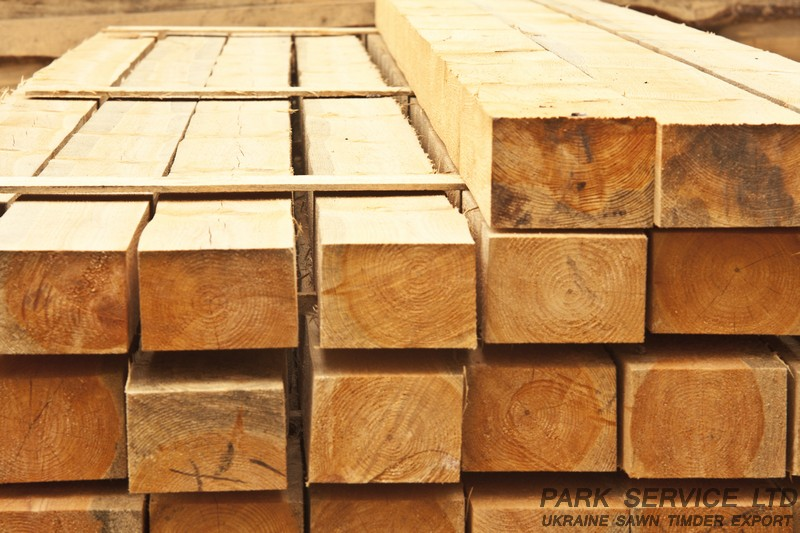 PARK SERVICE LTD
UKRAINE SAWN TIMDER EXPORT